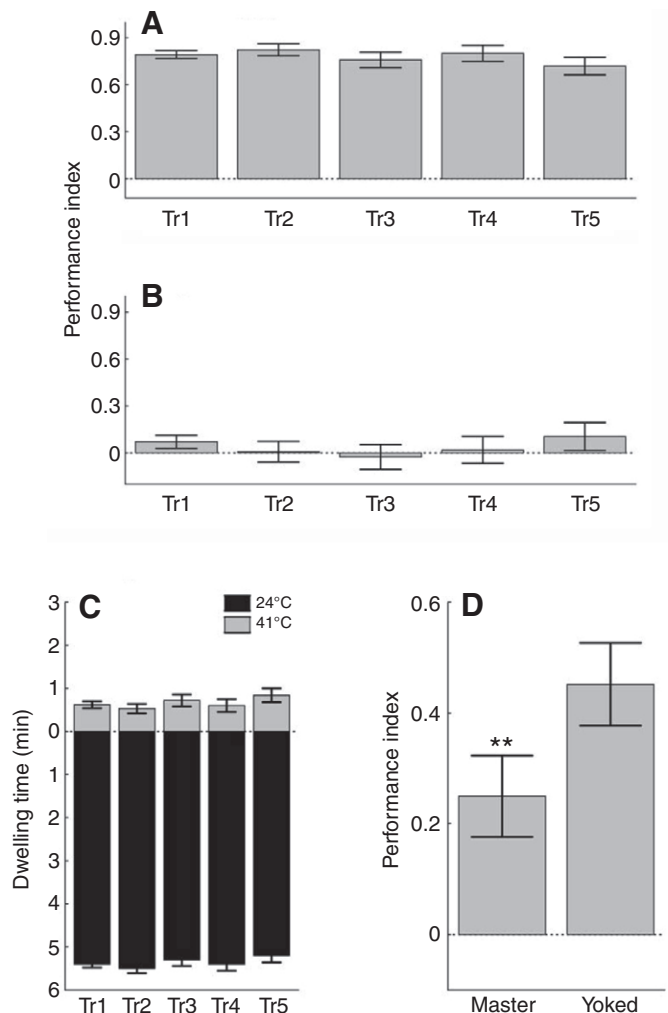 A
0.9
0.6
0.3
0
Tr1 Tr2 Tr3 Tr4 Tr5
Performance index
B
0.9
0.6
0.3
0
Tr1 Tr2 Tr3 Tr4 Tr5
C
24°C
41°C
3
2
1
0
1
2
3
4
5
6
Dwelling time (min)
Tr1 Tr2 Tr3 Tr4 Tr5
D
0.6
0.4
0.2
0
Performance index
**
Master Yoked